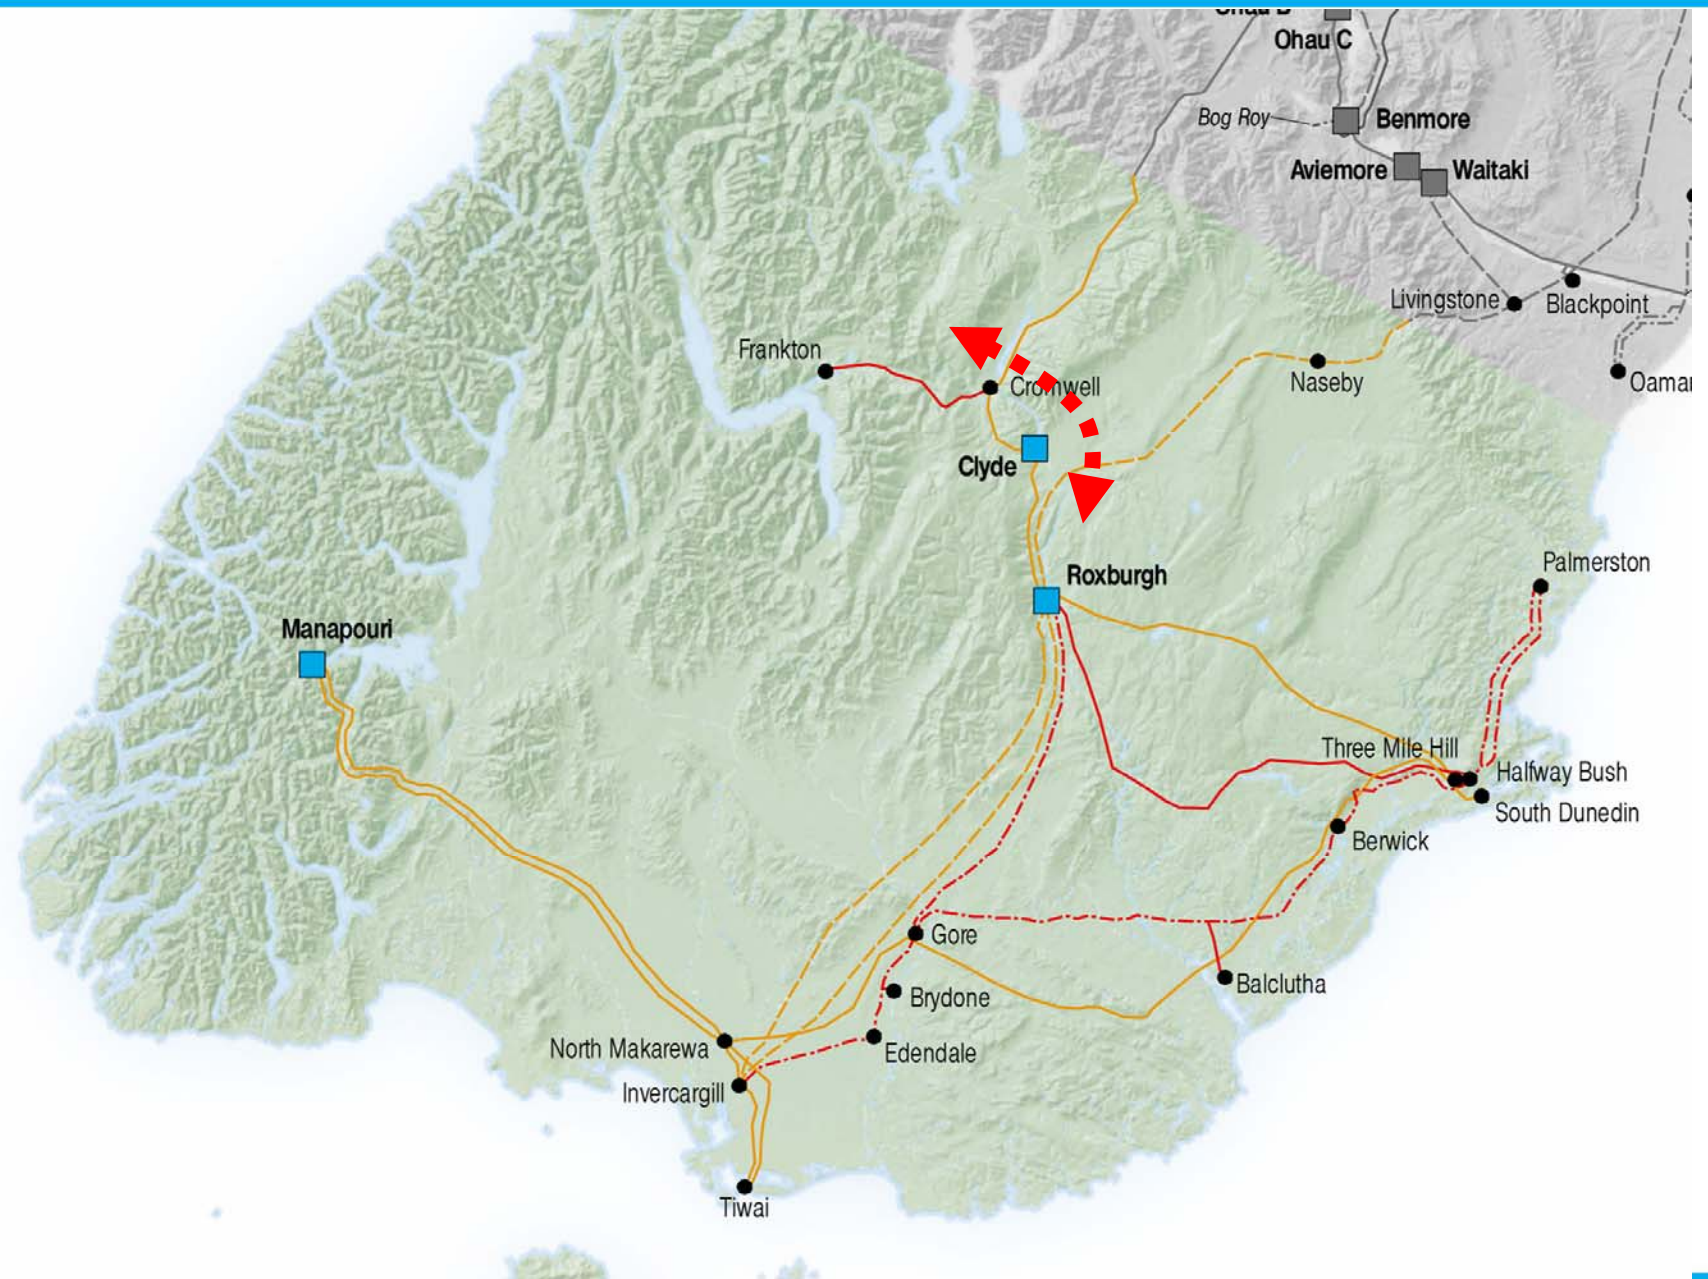 Ohau C
Bog Roy
Benmore
Aviemore
Waitaki
Livingstone
Blackpoint
Frankton
Cromwell
Naseby
Clyde
Palmerston
Roxburgh
Manapouri
Three Mile Hill
Halfway Bush
South Dunedin
Berwick
Gore
Balclutha
Brydone
North Makarewa
Edendale
Invercargill
Tiwai